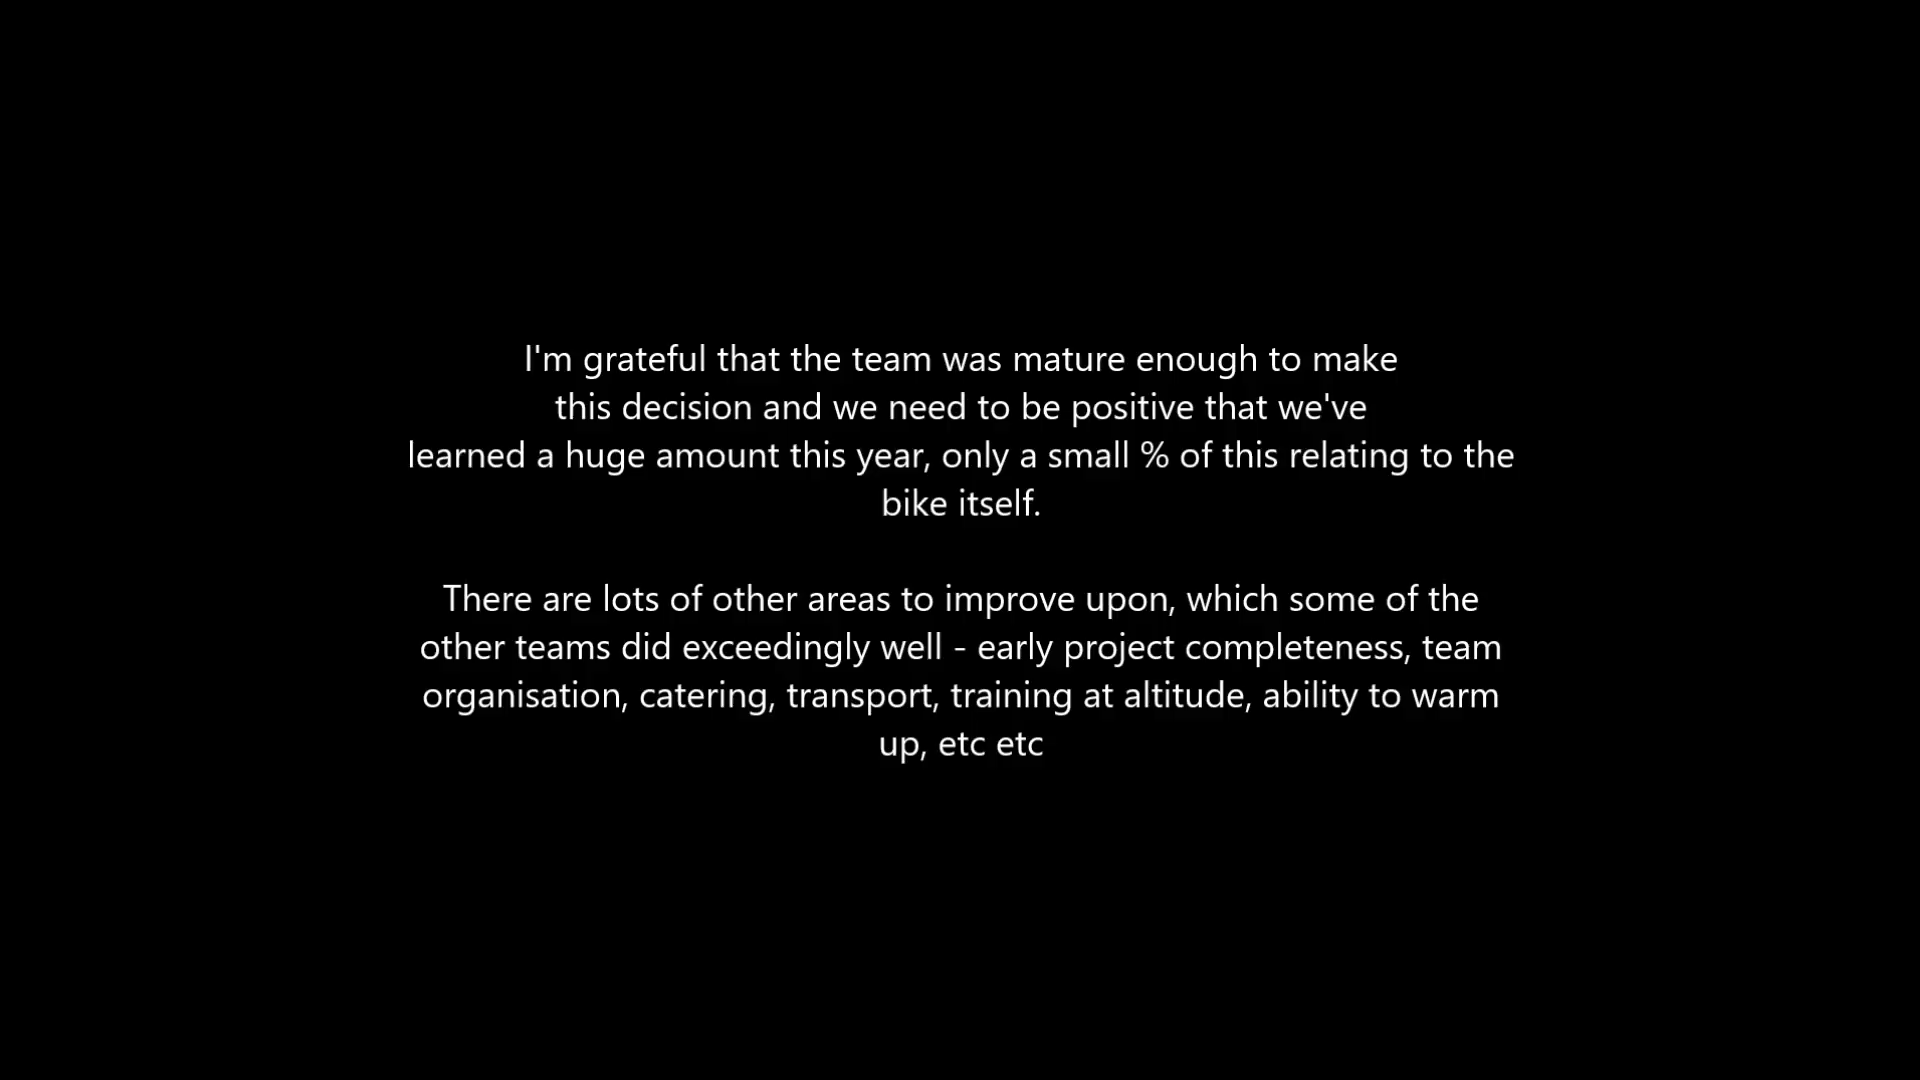 I'm grateful that the team was mature enough to make
this decision and we need to be positive that we've
learned a huge amount this year, only a small % of this relating to the
bike itself.
There are lots of other areas to improve upon, which some of the
other teams did exceedingly well - early project completeness, team
organisation, catering, transport, training at altitude, ability to warm
up, etc etc